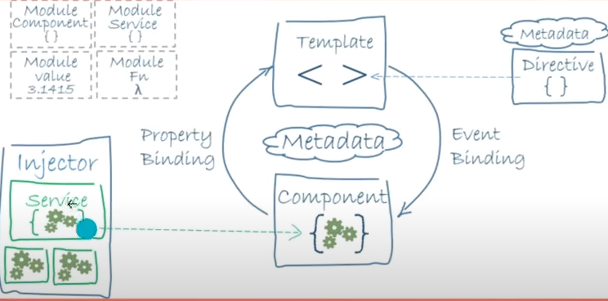 Module
Component
{}
Module
Service
{}
Module
value
3.1415
Module
Fn
λ
Template
< >
Metadata
Directive
{ }
Property
Binding
Metadata
Event
Binding
Injector
Service
{ }
Component
{ }